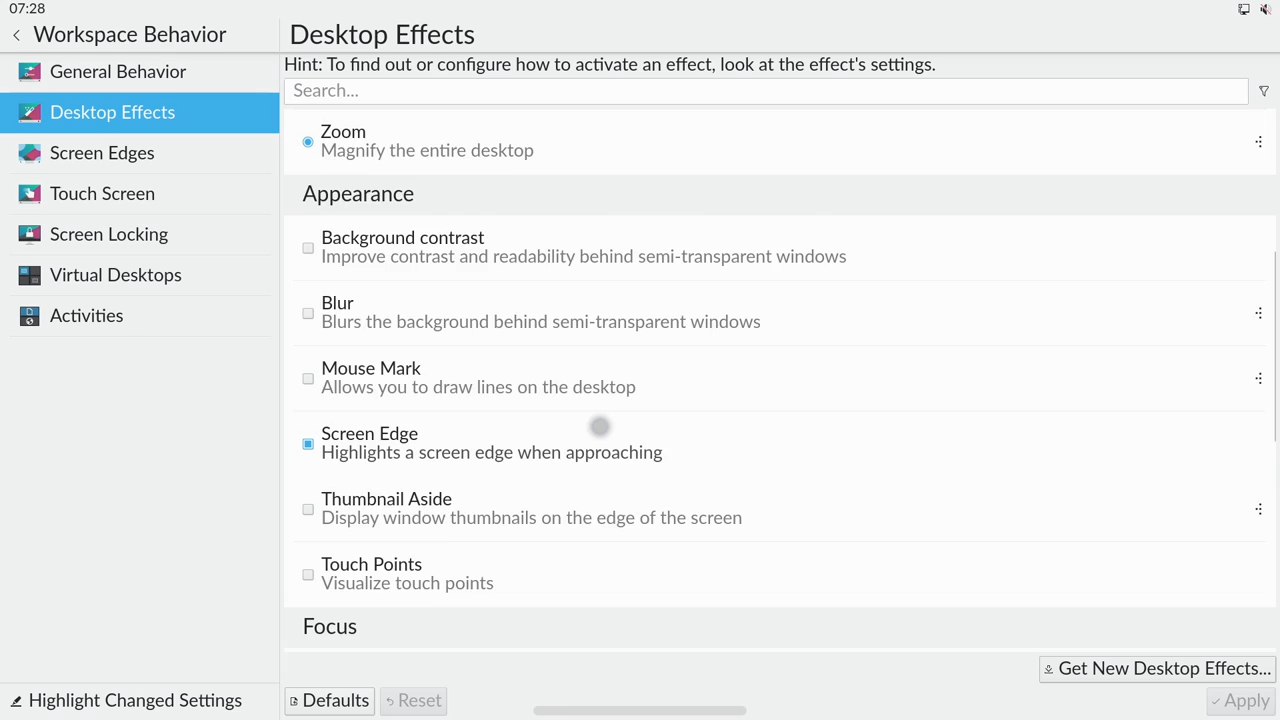 07:28
Workspace Behavior
General Behavior
Desktop Effects
Screen Edges
Touch Screen
Screen Locking
Virtual Desktops
Activities
Highlight Changed Settings
Desktop Effects
Hint: To find out or configure how to activate an effect, look at the effect's settings.
Search...
Zoom
Magnify the entire desktop
Appearance
Background contrast
Improve contrast and readability behind semi-transparent windows
Blur
Blurs the background behind semi-transparent windows
Mouse Mark
Allows you to draw lines on the desktop
Screen Edge
Highlights a screen edge when approaching
Thumbnail Aside
Display window thumbnails on the edge of the screen
Touch Points
Visualize touch points
Focus
Get New Desktop Effects...
Defaults
Reset
Apply